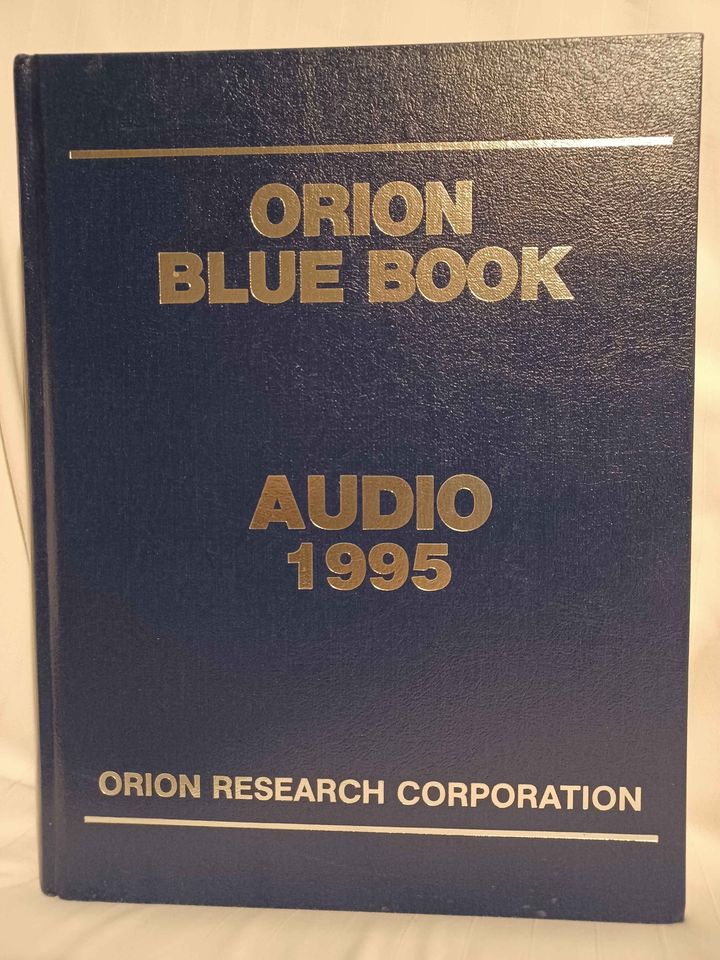 ORION
BLUE BOOK
AUDIO
1995
ORION RESEARCH CORPORATION